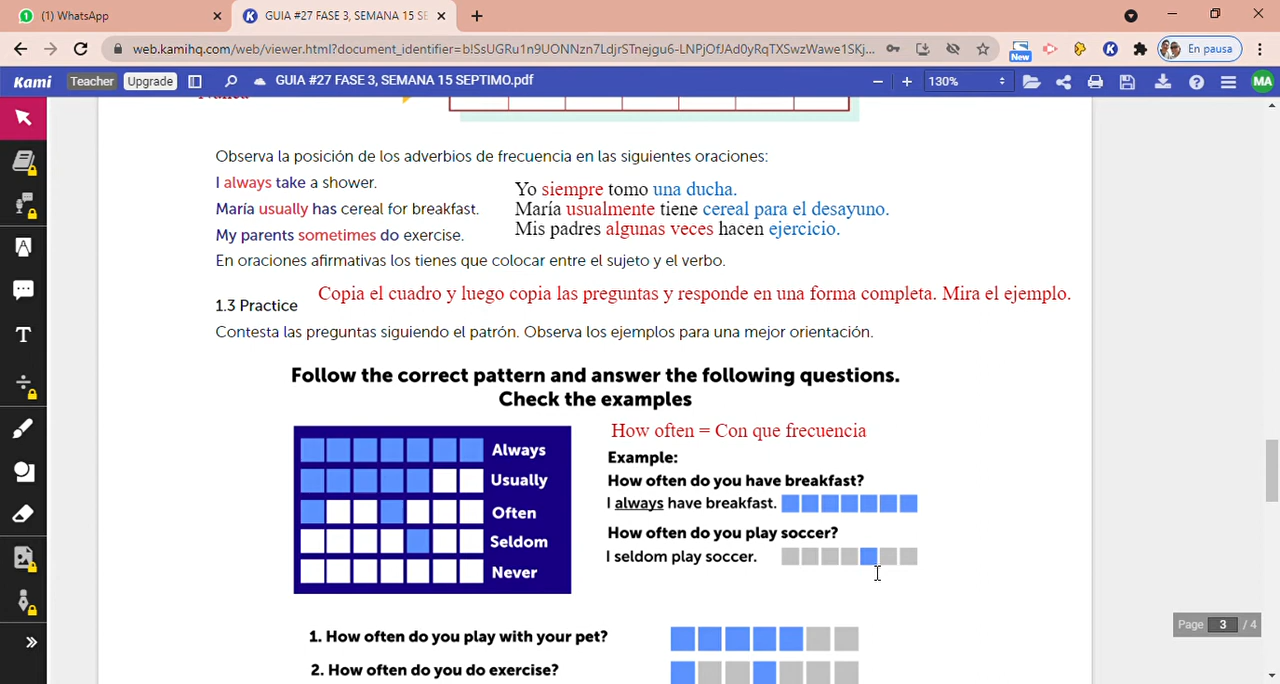 (1) WhatsApp
GUIA #27 FASE 3, SEMANA 15 SE
web.kamihq.com/web/viewer.html?document_identifier=blSsUGRu1n9UONNzn7LdjrSTnejgu6-LNPjOfJAd0yRqTXSwzWawe1SKj...
New
En pausa
Kami
Teacher
Upgrade
GUIA #27 FASE 3, SEMANA 15 SEPTIMO.pdf
130%
MA
Observa la posición de los adverbios de frecuencia en las siguientes oraciones:
I always take a shower.
Yo siempre tomo una ducha.
María usually has cereal for breakfast.
María usualmente tiene cereal para el desayuno.
My parents sometimes do exercise.
Mis padres algunas veces hacen ejercicio.
En oraciones afirmativas los tienes que colocar entre el sujeto y el verbo.
1.3 Practice
Copia el cuadro y luego copia las preguntas y responde en una forma completa. Mira el ejemplo.
Contesta las preguntas siguiendo el patrón. Observa los ejemplos para una mejor orientación.
Follow the correct pattern and answer the following questions.
Check the examples
Always
Usually
Often
Seldom
Never
How often = Con que frecuencia
Example:
How often do you have breakfast?
I always have breakfast.
How often do you play soccer?
I seldom play soccer.
Page 3 / 4
1. How often do you play with your pet?
2. How often do you do exercise?